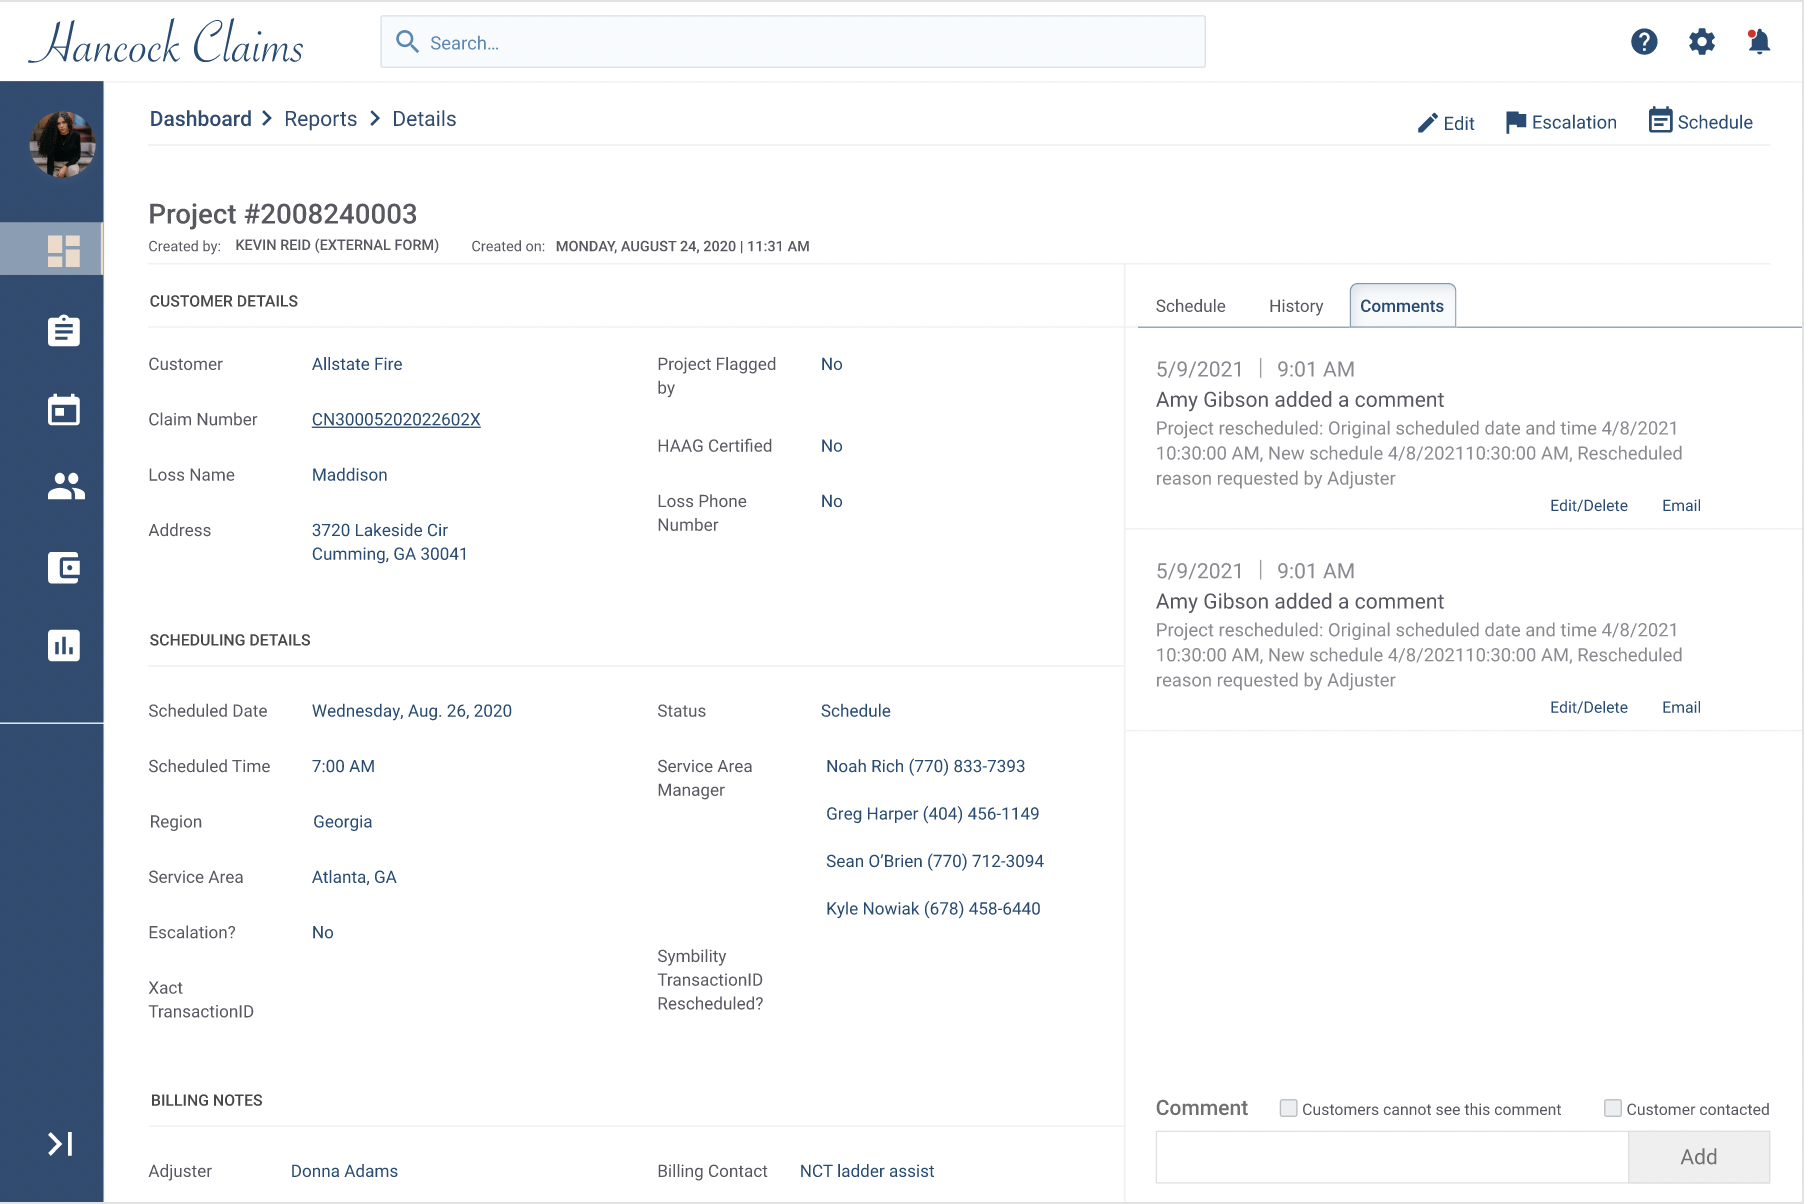 Hancock Claims
Search...
Dashboard > Reports > Details
Edit
Escalation
Schedule
Project #2008240003
Created by: KEVIN REID (EXTERNAL FORM) Created on: MONDAY, AUGUST 24, 2020 | 11:31 AM
CUSTOMER DETAILS
Customer Allstate Fire
Claim Number CN30005202022602X
Loss Name Maddison
Address 3720 Lakeside Cir
Cumming, GA 30041
Project Flagged No
by
HAAG Certified No
Loss Phone No
Number
SCHEDULING DETAILS
Scheduled Date Wednesday, Aug. 26, 2020
Scheduled Time 7:00 AM
Region Georgia
Service Area Atlanta, GA
Escalation? No
Xact
TransactionID
Status Schedule
Service Area Noah Rich (770) 833-7393
Manager
Greg Harper (404) 456-1149
Sean O’Brien (770) 712-3094
Kyle Nowiak (678) 458-6440
Symbility
TransactionID
Rescheduled?
BILLING NOTES
Adjuster Donna Adams
Billing Contact NCT ladder assist
Schedule History Comments
5/9/2021 | 9:01 AM
Amy Gibson added a comment
Project rescheduled: Original scheduled date and time 4/8/2021
10:30:00 AM, New schedule 4/8/202110:30:00 AM, Rescheduled
reason requested by Adjuster
Edit/Delete Email
5/9/2021 | 9:01 AM
Amy Gibson added a comment
Project rescheduled: Original scheduled date and time 4/8/2021
10:30:00 AM, New schedule 4/8/202110:30:00 AM, Rescheduled
reason requested by Adjuster
Edit/Delete Email
Comment Customers cannot see this comment Customer contacted
Add